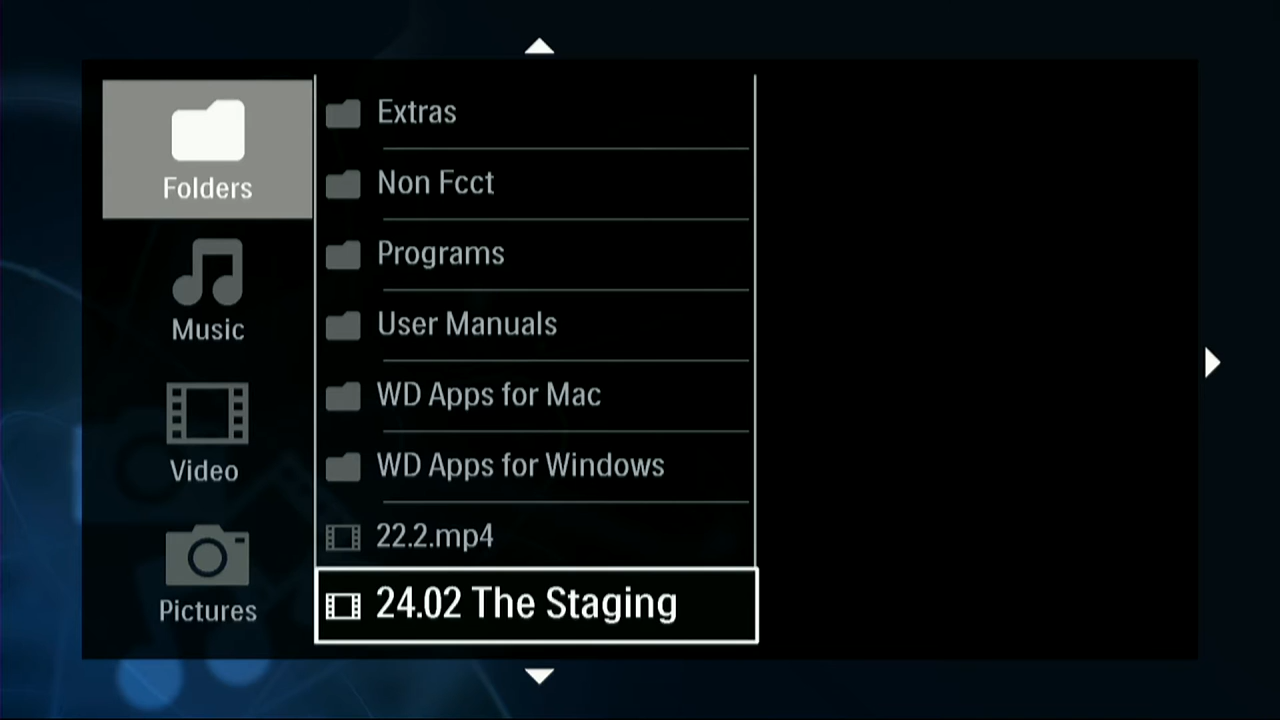 Folders
Music
Video
Pictures
Extras
Non Fcct
Programs
User Manuals
WD Apps for Mac
WD Apps for Windows
22.2.mp4
24.02 The Staging